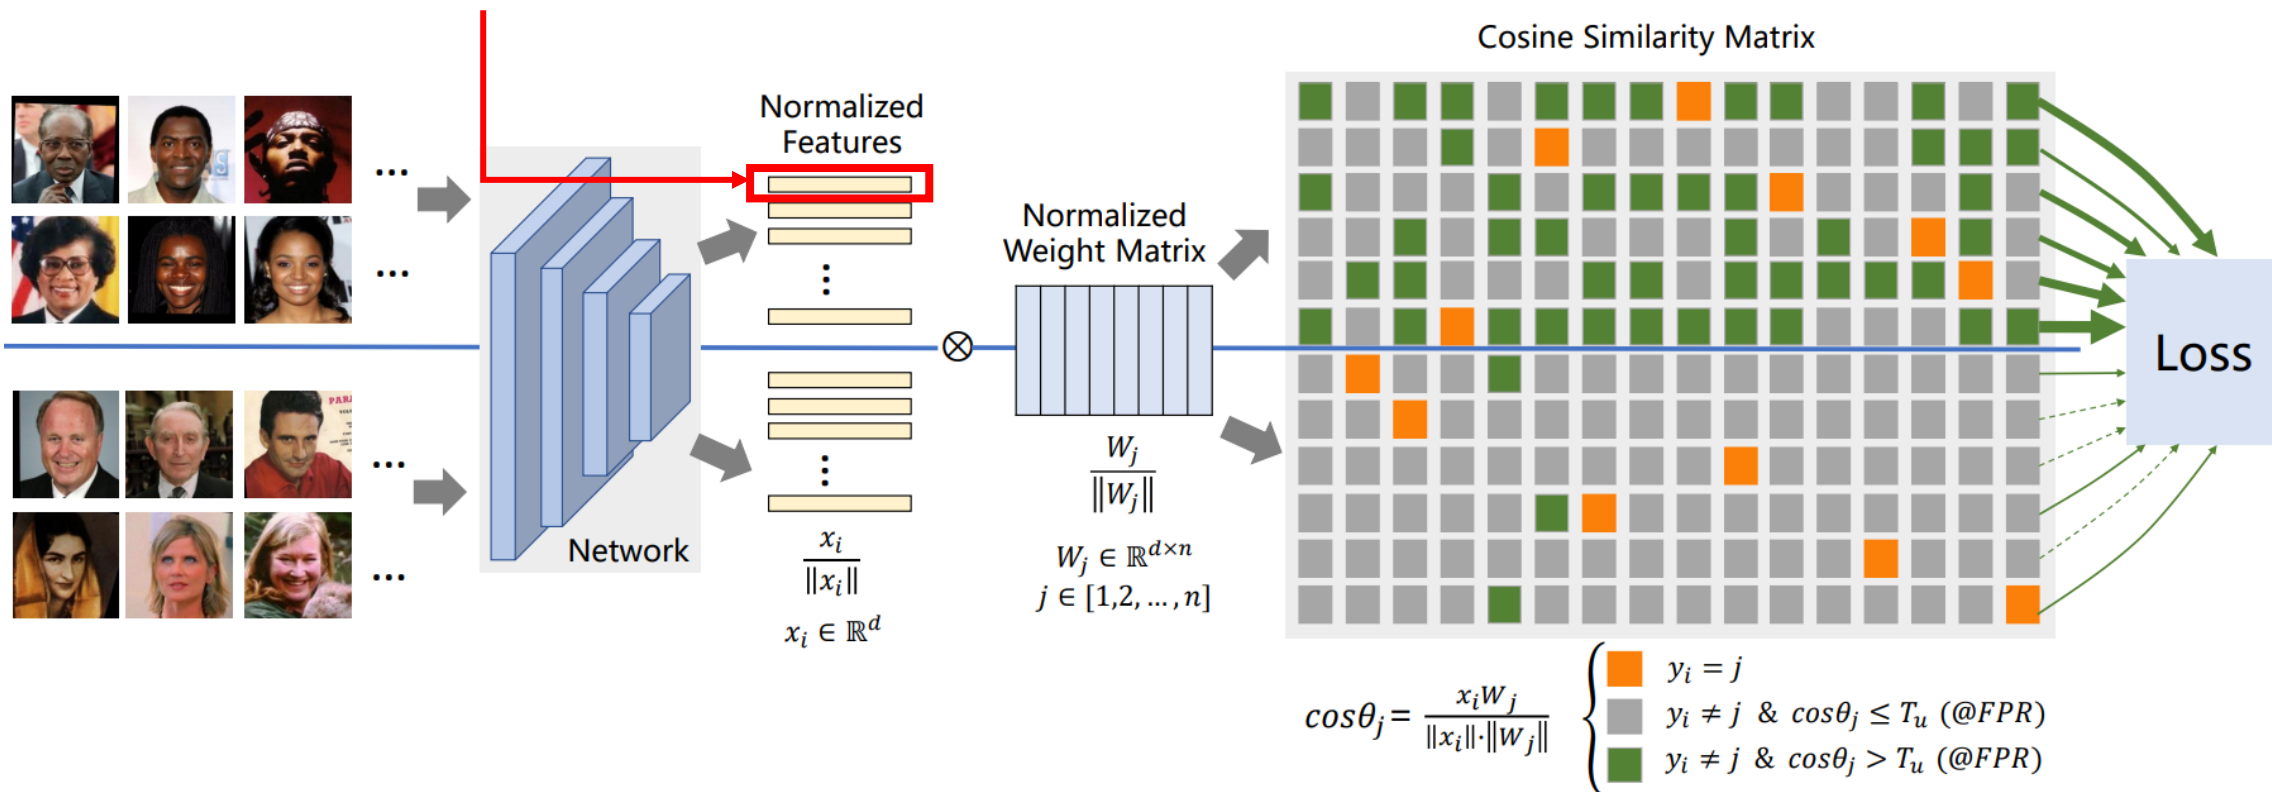 Cosine Similarity Matrix
Normalized
Features
...
...
Normalized
Weight Matrix
⋮
⊗
Loss
PARA
...
...
⋮
Network
x_i / ‖x_i‖
x_i ∈ ℝ^d
W_j / ‖W_j‖
W_j ∈ ℝ^{d×n}
j ∈ [1,2, ..., n]
cosθ_j = x_i W_j / ‖x_i‖·‖W_j‖
y_i = j
y_i ≠ j & cosθ_j ≤ T_u (@FPR)
y_i ≠ j & cosθ_j > T_u (@FPR)